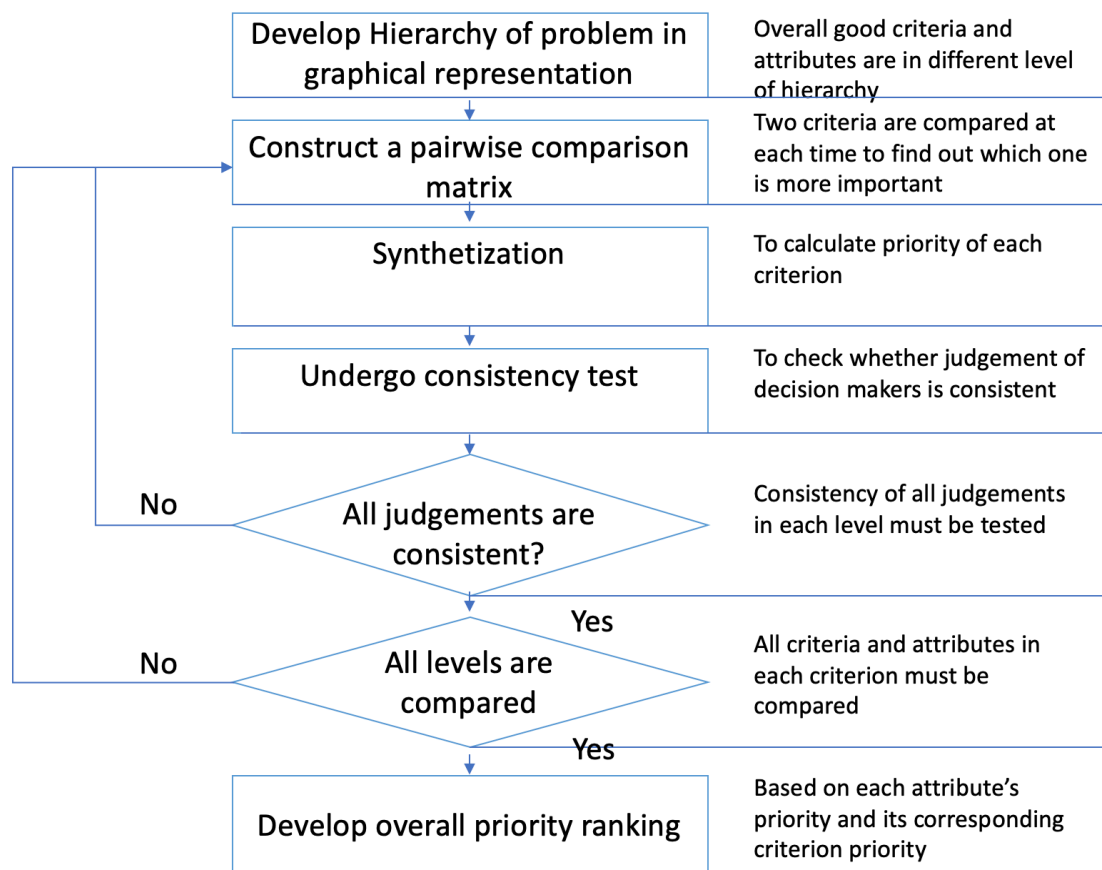 Develop Hierarchy of problem in
graphical representation
Overall good criteria and
attributes are in different level
of hierarchy
Construct a pairwise comparison
matrix
Two criteria are compared at
each time to find out which one
is more important
Synthetization
To calculate priority of each
criterion
Undergo consistency test
To check whether judgement of
decision makers is consistent
No
All judgements are
consistent?
Consistency of all judgements
in each level must be tested
Yes
No
All levels are
compared
All criteria and attributes in
each criterion must be
compared
Yes
Develop overall priority ranking
Based on each attribute’s
priority and its corresponding
criterion priority